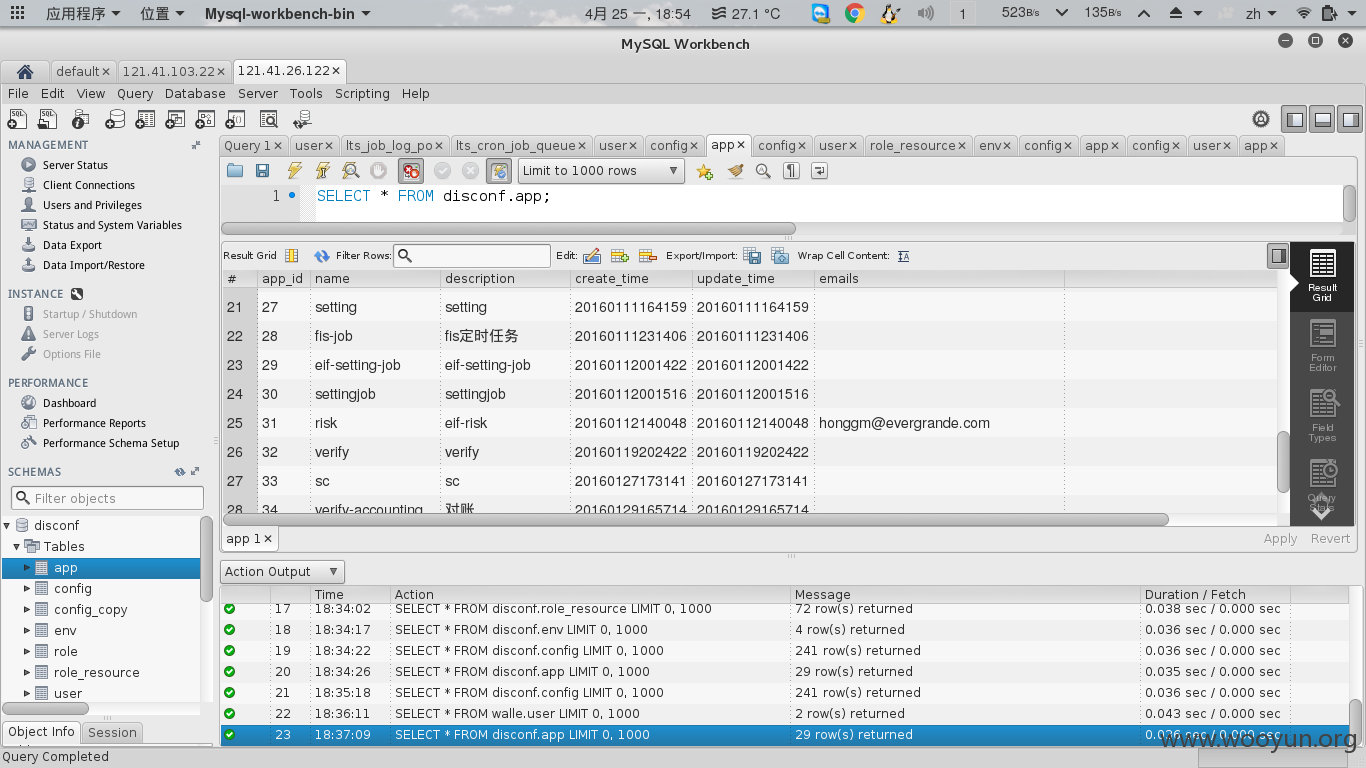 应用程序 位置 Mysql-workbench-bin 4月 25 一, 18:54 27.1 °C 1 523B/s 135B/s zh
MySQL Workbench
default 121.41.103.22 121.41.26.122
File Edit View Query Database Server Tools Scripting Help
MANAGEMENT
Server Status
Client Connections
Users and Privileges
Status and System Variables
Data Export
Data Import/Restore
INSTANCE
Startup / Shutdown
Server Logs
Options File
PERFORMANCE
Dashboard
Performance Reports
Performance Schema Setup
SCHEMAS
Filter objects
disconf
Tables
app
config
config_copy
env
role
role_resource
user
Object Info Session
Query 1 user lts_job_log_po lts_cron_job_queue user config app config user role_resource env config app config user app
Limit to 1000 rows
1 SELECT * FROM disconf.app;
Result Grid Filter Rows: Edit: Export/Import: Wrap Cell Content:
# app_id name description create_time update_time emails
21 27 setting setting 20160111164159 20160111164159
22 28 fis-job fis定时任务 20160111231406 20160111231406
23 29 eif-setting-job eif-setting-job 20160112001422 20160112001422
24 30 settingjob settingjob 20160112001516 20160112001516
25 31 risk eif-risk 20160112140048 20160112140048 honggm@evergrande.com
26 32 verify verify 20160119202422 20160119202422
27 33 sc sc 20160127173141 20160127173141
28 34 verify-accounting 对账 20160129165714 20160129165714
Result
Grid
Form
Editor
Field
Types
Query
Stats
app 1 Apply Revert
Action Output
Time Action Message Duration / Fetch
17 18:34:02 SELECT * FROM disconf.role_resource LIMIT 0, 1000 72 row(s) returned 0.038 sec / 0.000 sec
18 18:34:17 SELECT * FROM disconf.env LIMIT 0, 1000 4 row(s) returned 0.036 sec / 0.000 sec
19 18:34:22 SELECT * FROM disconf.config LIMIT 0, 1000 241 row(s) returned 0.036 sec / 0.000 sec
20 18:34:26 SELECT * FROM disconf.app LIMIT 0, 1000 29 row(s) returned 0.035 sec / 0.000 sec
21 18:35:18 SELECT * FROM disconf.config LIMIT 0, 1000 241 row(s) returned 0.036 sec / 0.000 sec
22 18:36:11 SELECT * FROM walle.user LIMIT 0, 1000 2 row(s) returned 0.043 sec / 0.000 sec
23 18:37:09 SELECT * FROM disconf.app LIMIT 0, 1000 29 row(s) returned 0.036 sec / 0.000 sec
www.wooyun.org
Query Completed